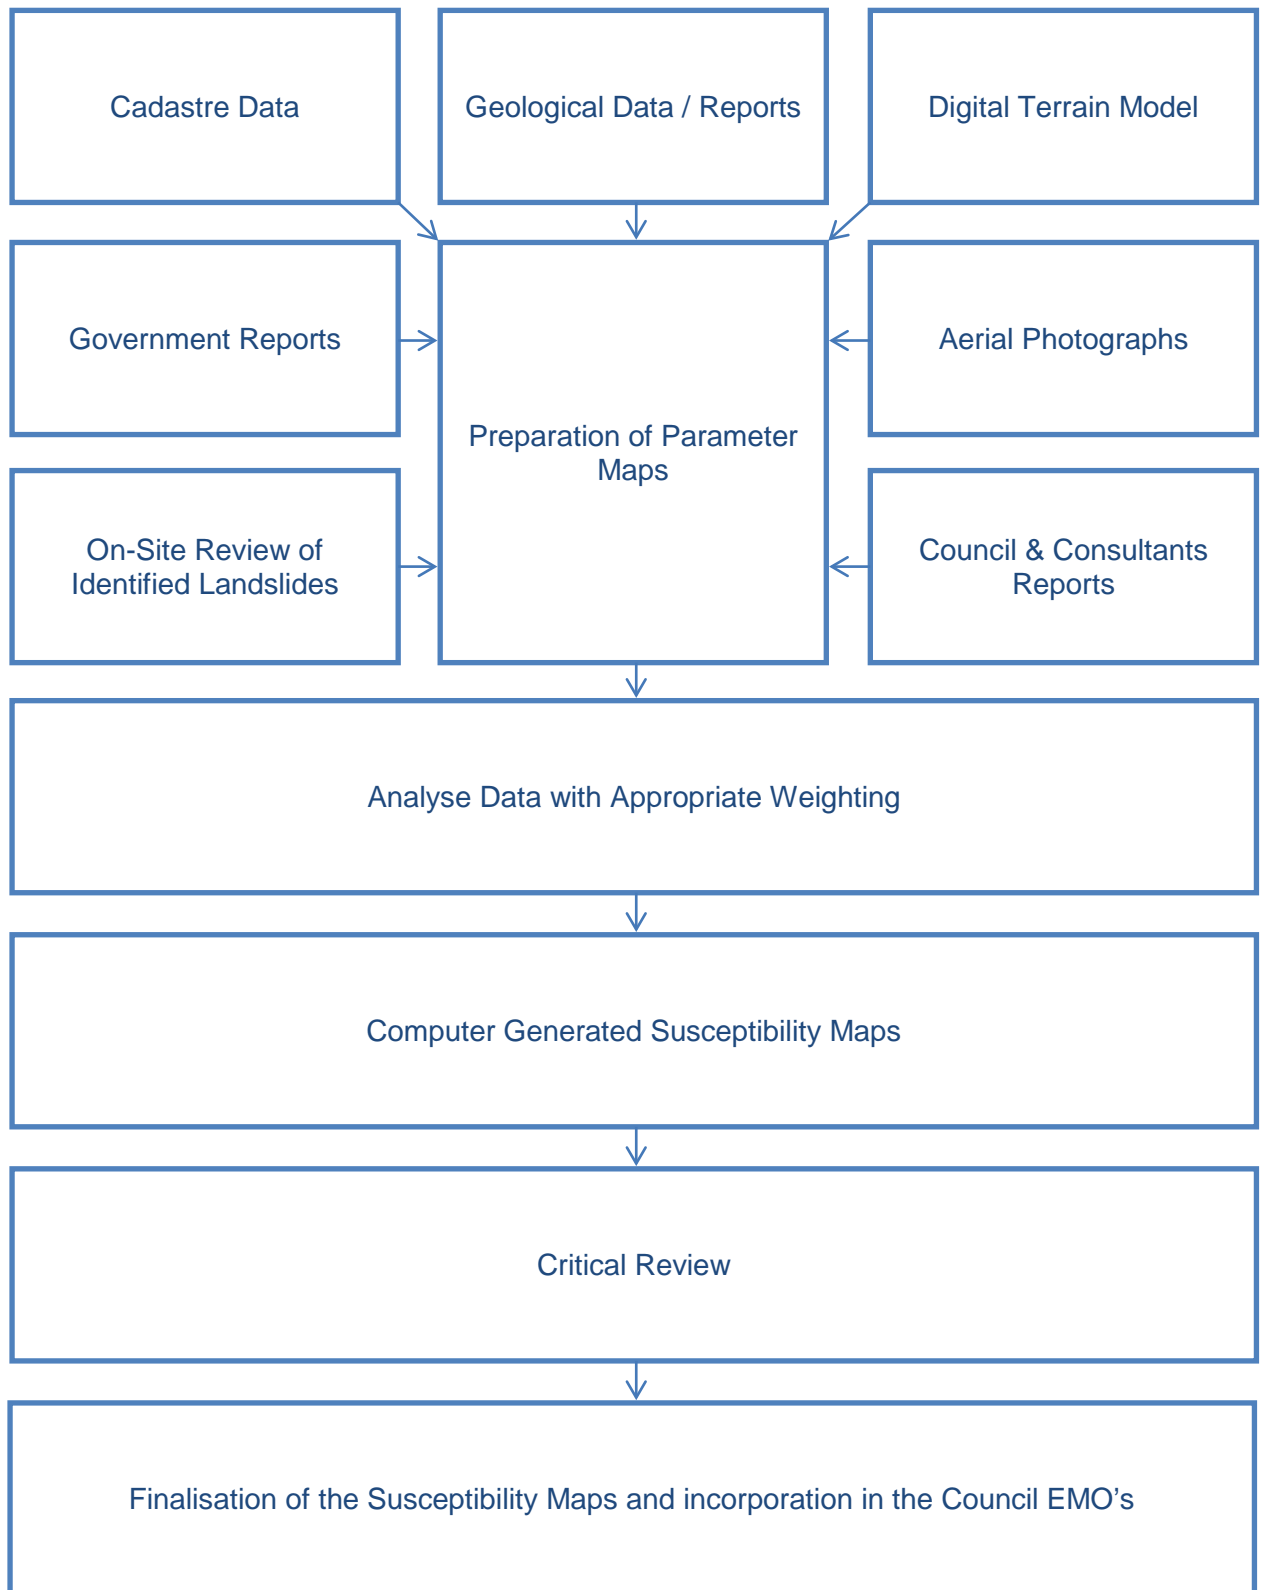 Cadastre Data
Geological Data / Reports
Digital Terrain Model
Government Reports
Aerial Photographs
Preparation of Parameter
Maps
On-Site Review of
Identified Landslides
Council & Consultants
Reports
Analyse Data with Appropriate Weighting
Computer Generated Susceptibility Maps
Critical Review
Finalisation of the Susceptibility Maps and incorporation in the Council EMO’s